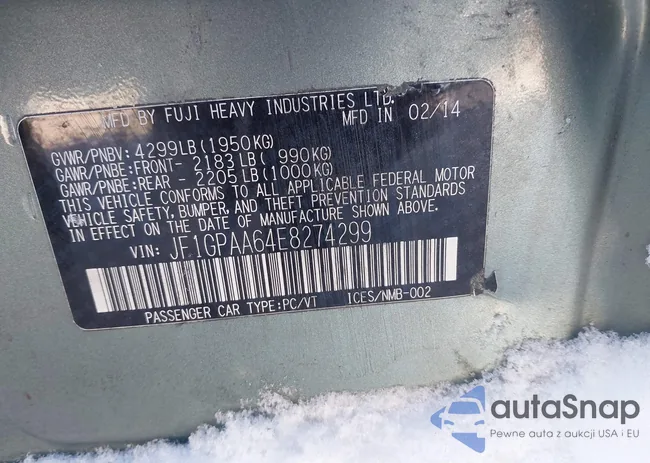 MFD BY FUJI HEAVY INDUSTRIES LTD.
MFD IN 02/14
GVWR/PNBV: 4299LB(1950KG)
GAWR/PNBE:FRONT- 2183LB( 990KG)
GAWR/PNBE:REAR - 2205LB(1000KG)
THIS VEHICLE CONFORMS TO ALL APPLICABLE FEDERAL MOTOR
VEHICLE SAFETY, BUMPER, AND THEFT PREVENTION STANDARDS
IN EFFECT ON THE DATE OF MANUFACTURE SHOWN ABOVE.
VIN: JF1GPAA64E8274299
PASSENGER CAR TYPE:PC/VT ICES/NMB-002
autaSnap
Pewne auta z aukcji USA i EU